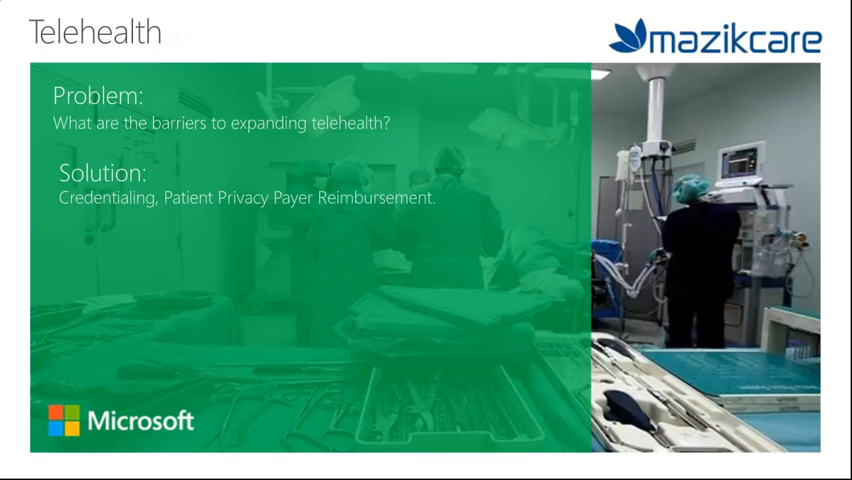 Telehealth
mazikcare
Problem:
What are the barriers to expanding telehealth?
Solution:
Credentialing, Patient Privacy Payer Reimbursement.
Microsoft